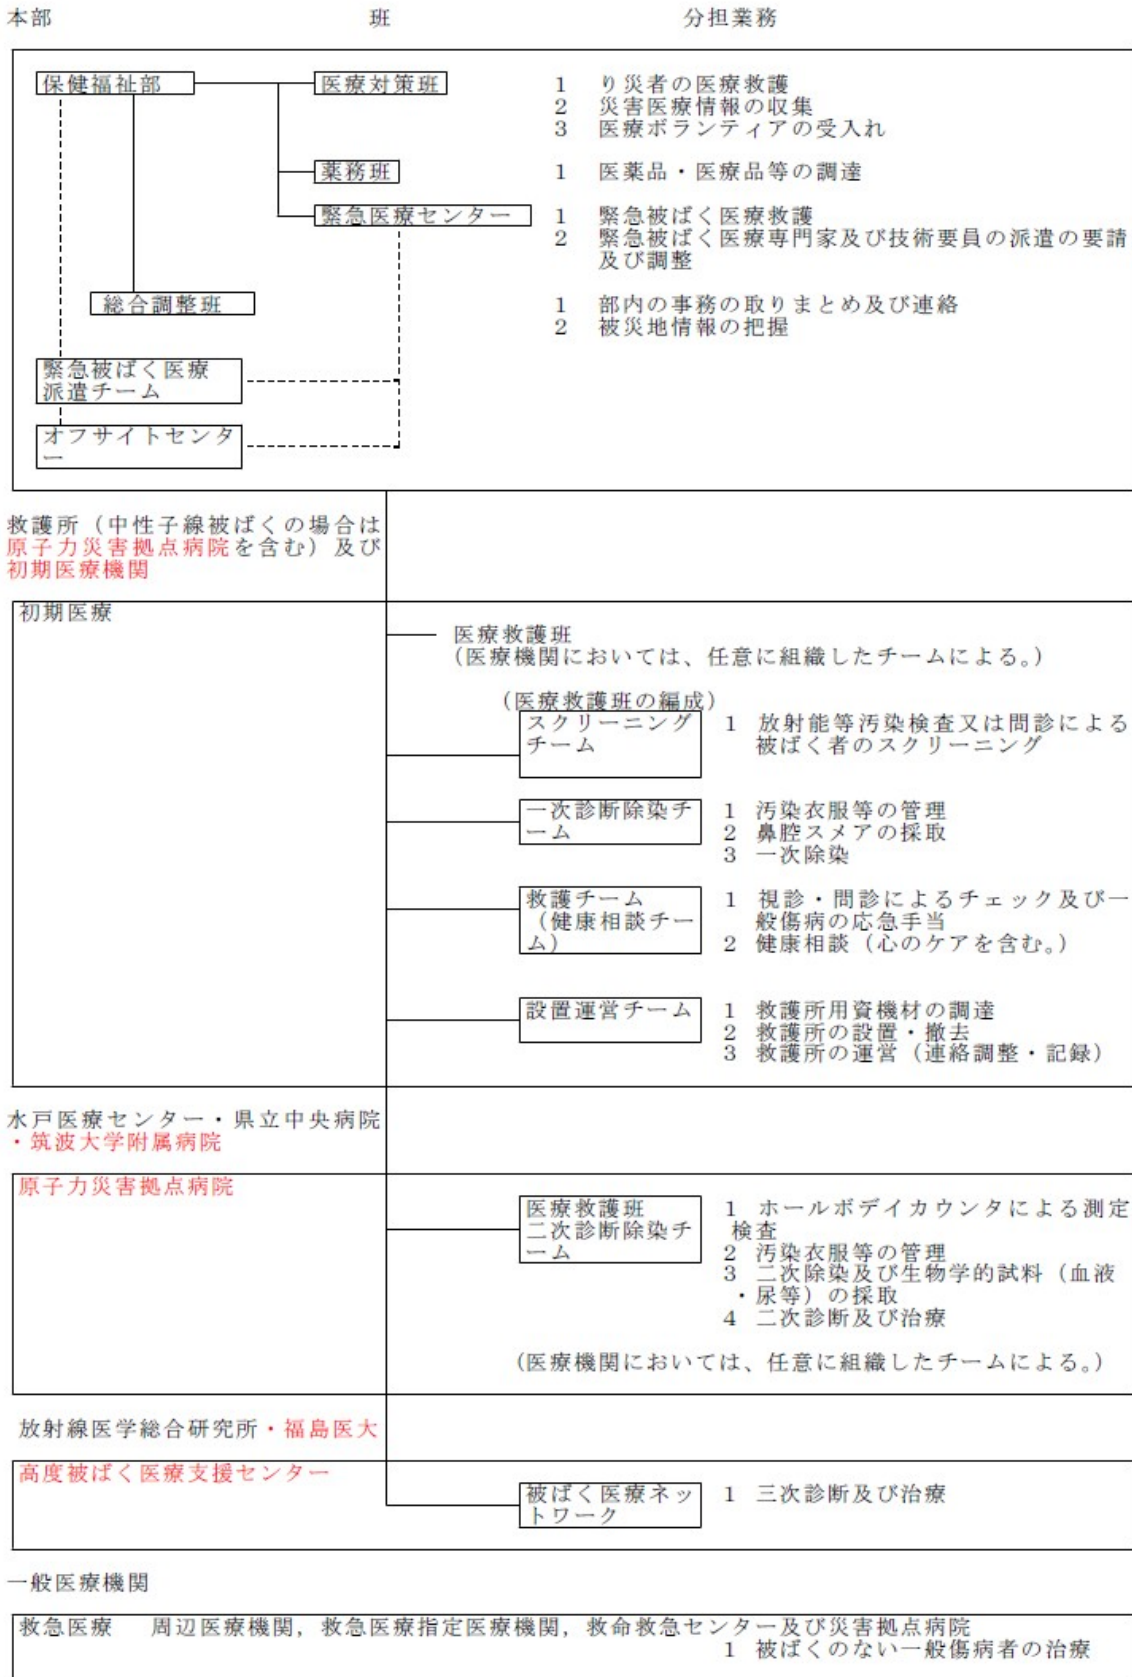 本部 班 分担業務
保健福祉部 医療対策班 1 り災者の医療救護
2 災害医療情報の収集
3 医療ボランティアの受入れ
薬務班 1 医薬品・医療品等の調達
緊急医療センター 1 緊急被ばく医療救護
2 緊急被ばく医療専門家及び技術要員の派遣の要請
及び調整
総合調整班 1 部内の事務の取りまとめ及び連絡
2 被災地情報の把握
緊急被ばく医療
派遣チーム
オフサイトセンタ
ー
救護所（中性子線被ばくの場合は
原子力災害拠点病院を含む）及び
初期医療機関
初期医療
医療救護班
（医療機関においては、任意に組織したチームによる。）
（医療救護班の編成）
スクリーニング
チーム
1 放射能等汚染検査又は問診による
被ばく者のスクリーニング
一次診断除染チ
ーム
1 汚染衣服等の管理
2 鼻腔スメアの採取
3 一次除染
救護チーム
（健康相談チー
ム）
1 視診・問診によるチェック及び一
般傷病の応急手当
2 健康相談（心のケアを含む。）
設置運営チーム
1 救護所用資機材の調達
2 救護所の設置・撤去
3 救護所の運営（連絡調整・記録）
水戸医療センター・県立中央病院
・筑波大学附属病院
原子力災害拠点病院
医療救護班
二次診断除染チ
ーム
1 ホールボデイカウンタによる測定
検査
2 汚染衣服等の管理
3 二次除染及び生物学的試料（血液
・尿等）の採取
4 二次診断及び治療
（医療機関においては、任意に組織したチームによる。）
放射線医学総合研究所・福島医大
高度被ばく医療支援センター
被ばく医療ネッ
トワーク
1 三次診断及び治療
一般医療機関
救急医療 周辺医療機関，救急医療指定医療機関，救命救急センター及び災害拠点病院
1 被ばくのない一般傷病者の治療